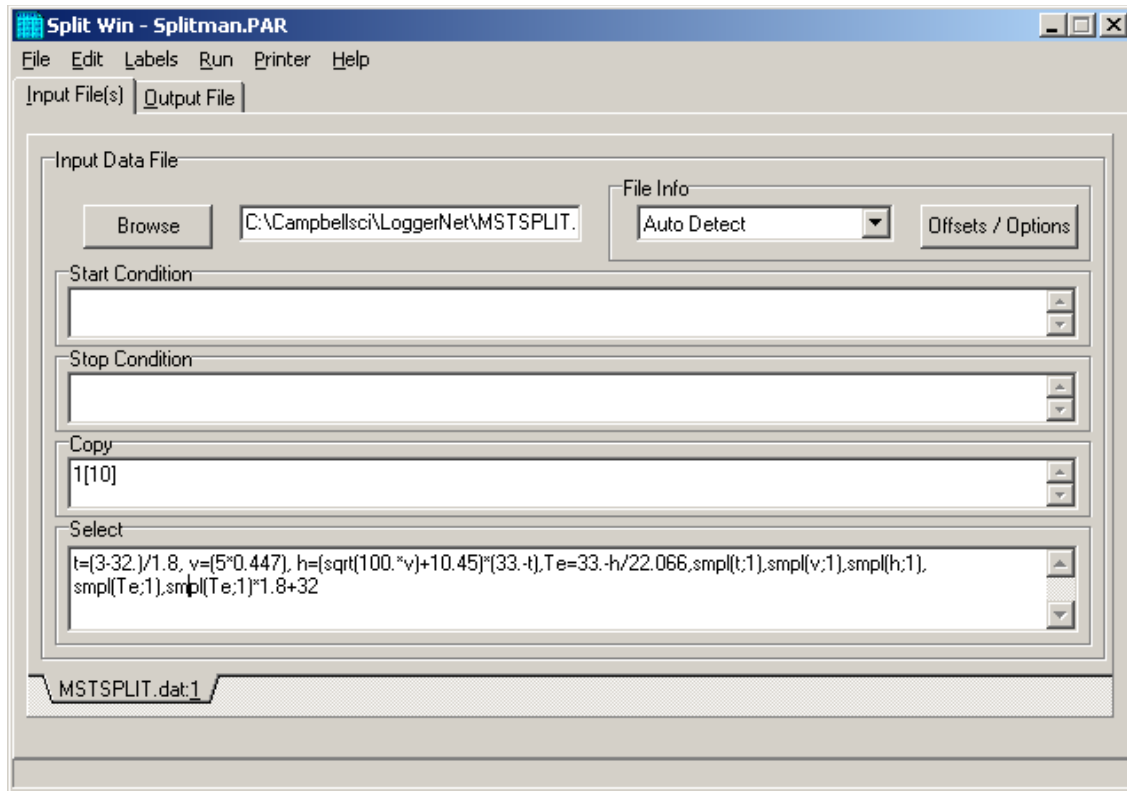 Split Win - Splitman.PAR
File Edit Labels Run Printer Help
Input File(s) Output File
Input Data File
File Info
Browse C:\Campbellsci\LoggerNet\MSTSPLIT. Auto Detect Offsets / Options
Start Condition
Stop Condition
Copy
1[10]
Select
t=(3-32.)/1.8, v=(5*0.447), h=(sqrt(100.*v)+10.45)*(33.-t),Te=33.-h/22.066,smpl(t;1),smpl(v;1),smpl(h;1),
smpl(Te;1),smpl(Te;1)*1.8+32
MSTSPLIT.dat:1